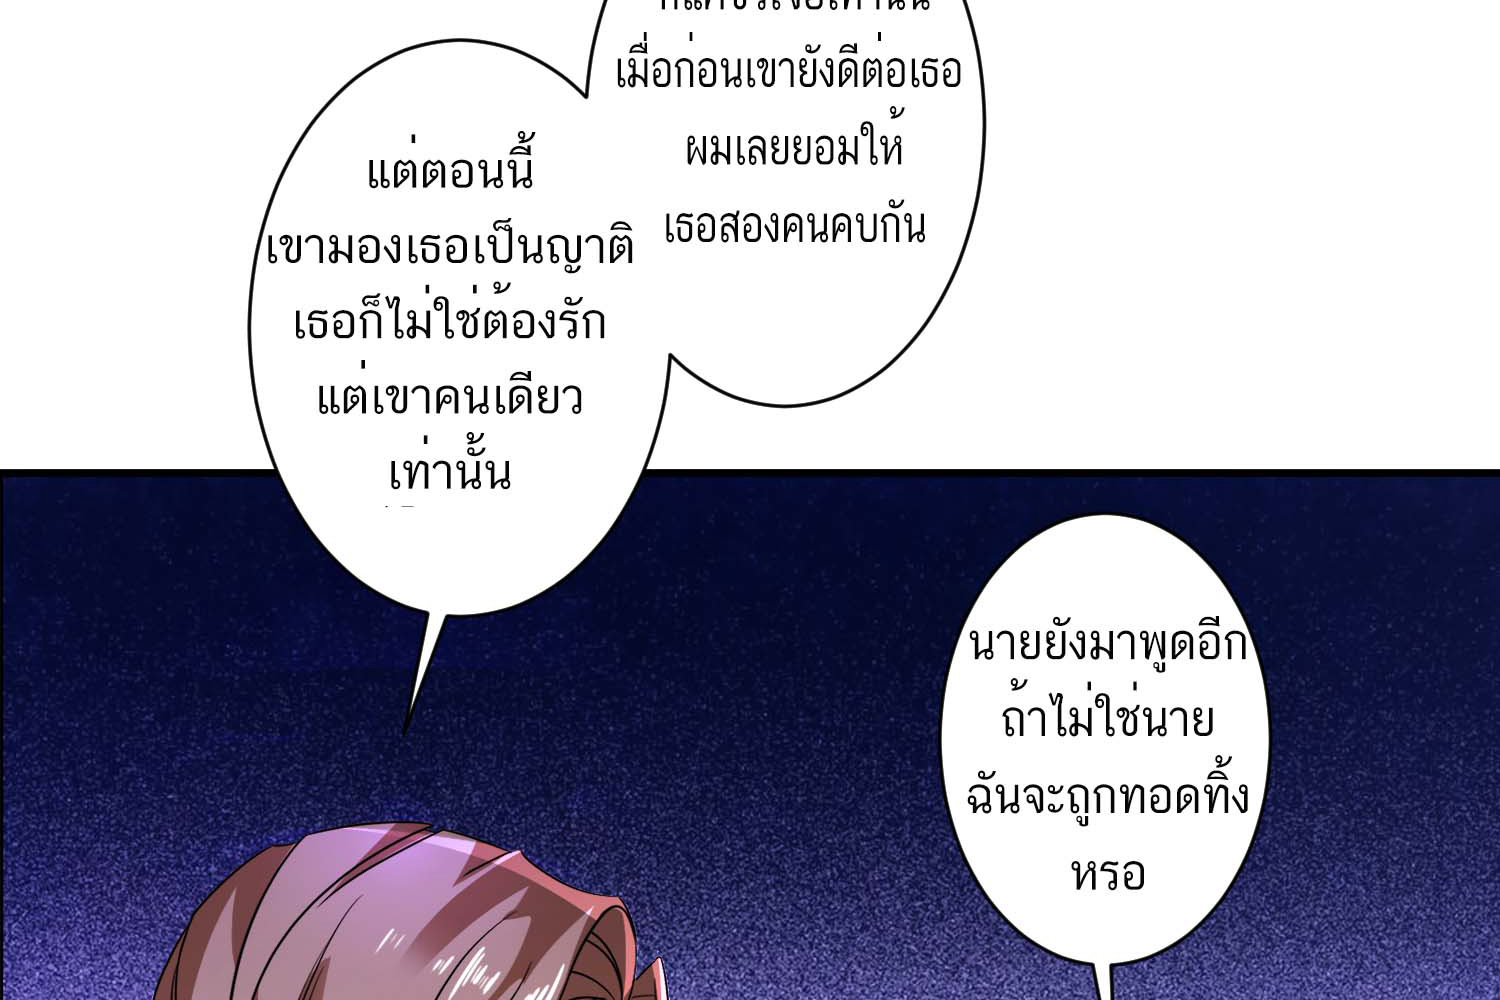 เมื่อก่อนเขายังดีต่อเธอ
ผมเลยยอมให้
เธอสองคนคบกัน
แต่ตอนนี้
เขามองเธอเป็นญาติ
เธอก็ไม่ใช่ต้องรัก
แต่เขาคนเดียว
เท่านั้น
นายยังมาพูดอีก
ถ้าไม่ใช่นาย
ฉันจะถูกทอดทิ้ง
หรอ